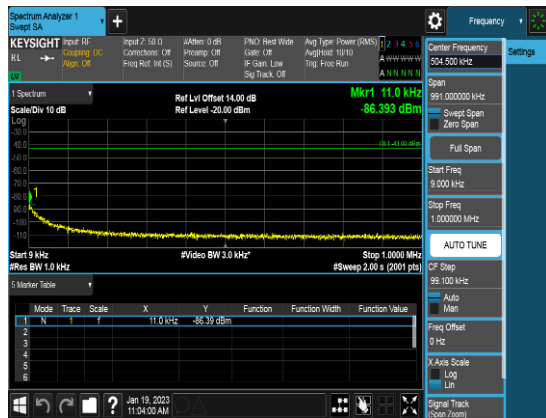 Spectrum Analyzer 1
Swept SA
+
Frequency
KEYSIGHT
RL
LV
Input: RF
Coupling: DC
Align: Off
Input Z: 50 Ω
Corrections: Off
Freq Ref: Int (S)
#Atten: 0 dB
Preamp: Off
Source: Off
PNO: Best Wide
Gate: Off
IF Gain: Low
Sig Track: Off
Avg Type: Power (RMS)
Avg|Hold: 10/10
Trig: Free Run
1 2 3 4 5 6
A W W W W W
A N N N N N
Center Frequency
504.500 kHz
Settings
Span
991.000000 kHz
Swept Span
Zero Span
Full Span
Start Freq
9.000 kHz
Stop Freq
1.000000 MHz
AUTO TUNE
CF Step
99.100 kHz
Auto
Man
Freq Offset
0 Hz
X Axis Scale
Log
Lin
Signal Track
(Span Zoom)
1 Spectrum
Scale/Div 10 dB
Ref Lvl Offset 14.00 dB
Ref Level -20.00 dBm
Mkr1 11.0 kHz
-86.393 dBm
Log
-30.0
-40.0
-50.0
-60.0
-70.0
-80.0
-90.0
-100
-110
1
Start 9 kHz
#Res BW 1.0 kHz
#Video BW 3.0 kHz*
Stop 1.0000 MHz
#Sweep 2.00 s (2001 pts)
5 Marker Table
Mode Trace Scale X Y Function Function Width Function Value
1 N 1 f 11.0 kHz -86.39 dBm
2
3
4
5
6
?
Jan 19, 2023
11:04:00 AM